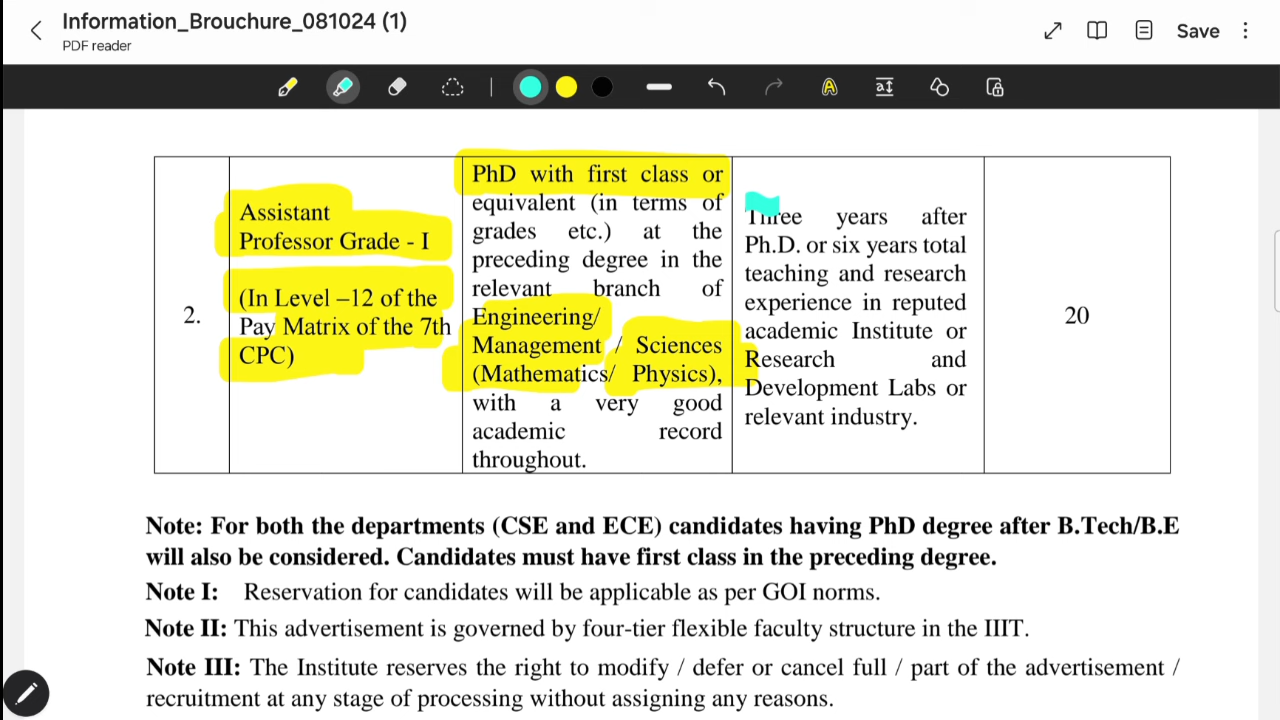 Information_Brouchure_081024 (1)
PDF reader
Save
2.
Assistant
Professor Grade - I
(In Level –12 of the
Pay Matrix of the 7th
CPC)
PhD with first class or
equivalent (in terms of
grades etc.) at the
preceding degree in the
relevant branch of
Engineering/
Management / Sciences
(Mathematics/ Physics),
with a very good
academic record
throughout.
Three years after
Ph.D. or six years total
teaching and research
experience in reputed
academic Institute or
Research and
Development Labs or
relevant industry.
20
Note: For both the departments (CSE and ECE) candidates having PhD degree after B.Tech/B.E
will also be considered. Candidates must have first class in the preceding degree.
Note I: Reservation for candidates will be applicable as per GOI norms.
Note II: This advertisement is governed by four-tier flexible faculty structure in the IIIT.
Note III: The Institute reserves the right to modify / defer or cancel full / part of the advertisement /
recruitment at any stage of processing without assigning any reasons.